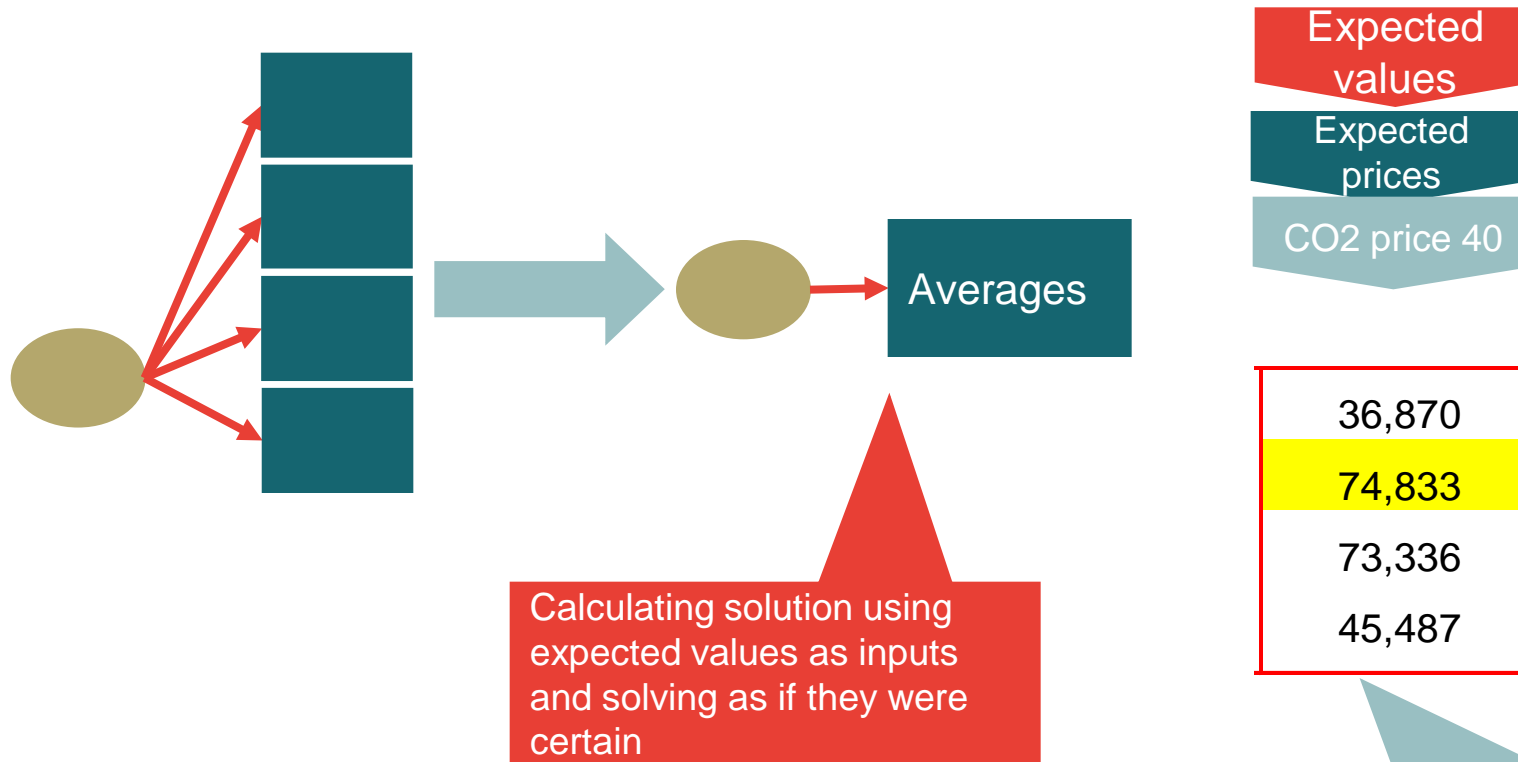 Expected
values
Expected
prices
CO2 price 40
Averages
36,870
74,833
73,336
45,487
Calculating solution using
expected values as inputs
and solving as if they were
certain